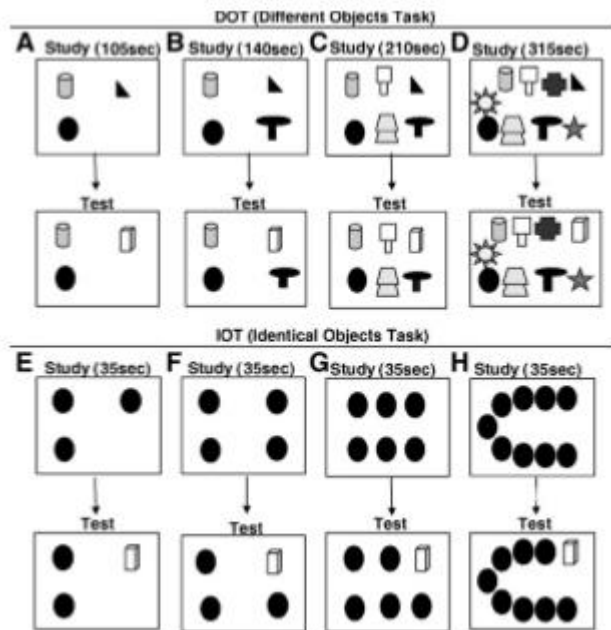 DOT (Different Objects Task)
A Study (105sec) B Study (140sec) C Study (210sec) D Study (315sec)
Test Test Test Test
IOT (Identical Objects Task)
E Study (35sec) F Study (35sec) G Study (35sec) H Study (35sec)
Test Test Test Test